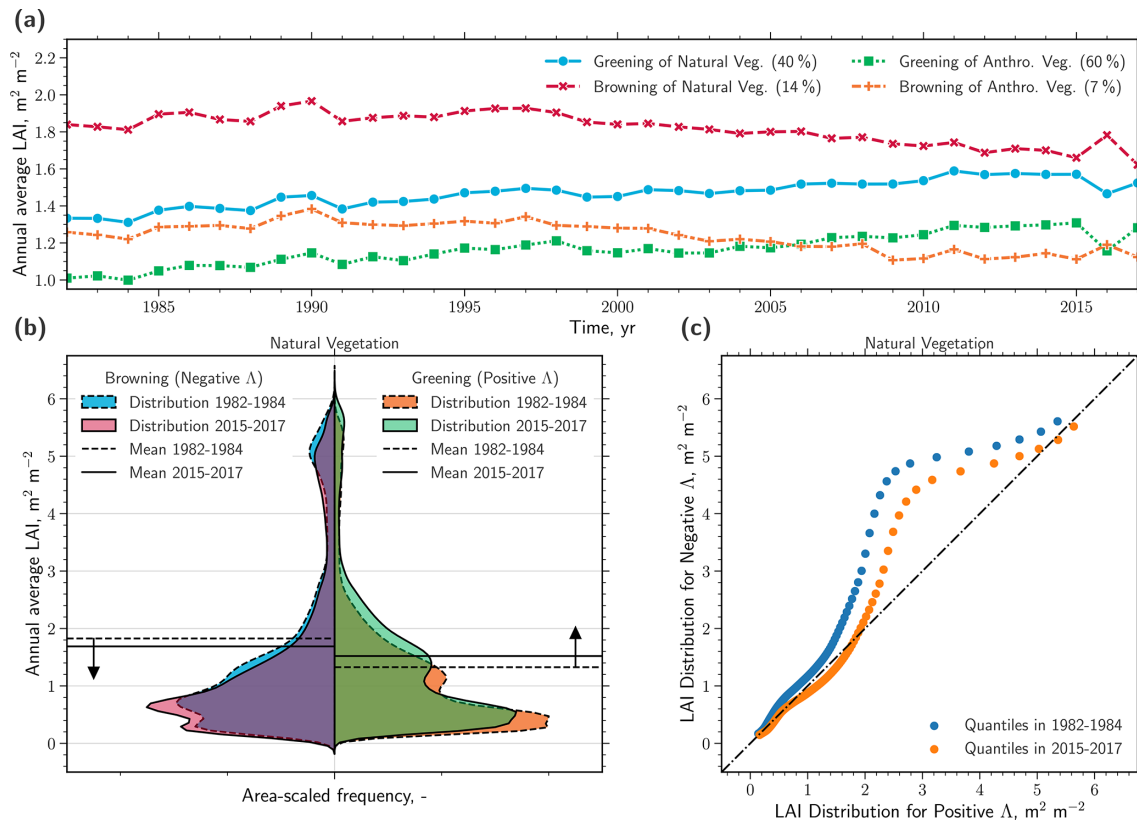 (a)
Annual average LAI, m² m⁻²
2.2
2.0
1.8
1.6
1.4
1.2
1.0
Greening of Natural Veg. (40 %)
Browning of Natural Veg. (14 %)
Greening of Anthro. Veg. (60 %)
Browning of Anthro. Veg. (7 %)
1985
1990
1995
2000
2005
2010
2015
Time, yr
(b)
Natural Vegetation
Annual average LAI, m² m⁻²
6
5
4
3
2
1
0
Browning (Negative Λ)
Distribution 1982-1984
Distribution 2015-2017
Mean 1982-1984
Mean 2015-2017
Greening (Positive Λ)
Distribution 1982-1984
Distribution 2015-2017
Mean 1982-1984
Mean 2015-2017
Area-scaled frequency, -
(c)
Natural Vegetation
LAI Distribution for Negative Λ, m² m⁻²
6
5
4
3
2
1
0
Quantiles in 1982-1984
Quantiles in 2015-2017
0
1
2
3
4
5
6
LAI Distribution for Positive Λ, m² m⁻²